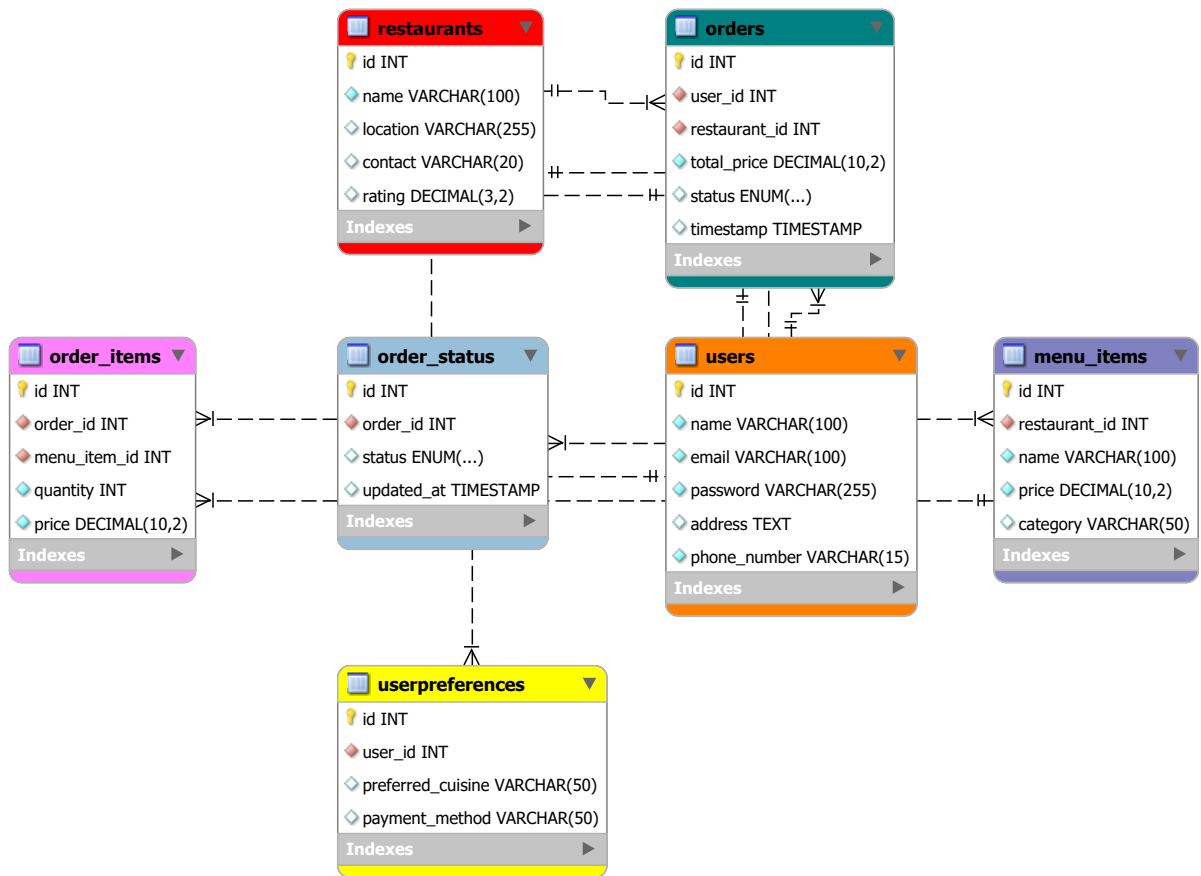 restaurants
id INT
name VARCHAR(100)
location VARCHAR(255)
contact VARCHAR(20)
rating DECIMAL(3,2)
Indexes
orders
id INT
user_id INT
restaurant_id INT
total_price DECIMAL(10,2)
status ENUM(...)
timestamp TIMESTAMP
Indexes
order_items
id INT
order_id INT
menu_item_id INT
quantity INT
price DECIMAL(10,2)
Indexes
order_status
id INT
order_id INT
status ENUM(...)
updated_at TIMESTAMP
Indexes
users
id INT
name VARCHAR(100)
email VARCHAR(100)
password VARCHAR(255)
address TEXT
phone_number VARCHAR(15)
Indexes
menu_items
id INT
restaurant_id INT
name VARCHAR(100)
price DECIMAL(10,2)
category VARCHAR(50)
Indexes
userpreferences
id INT
user_id INT
preferred_cuisine VARCHAR(50)
payment_method VARCHAR(50)
Indexes